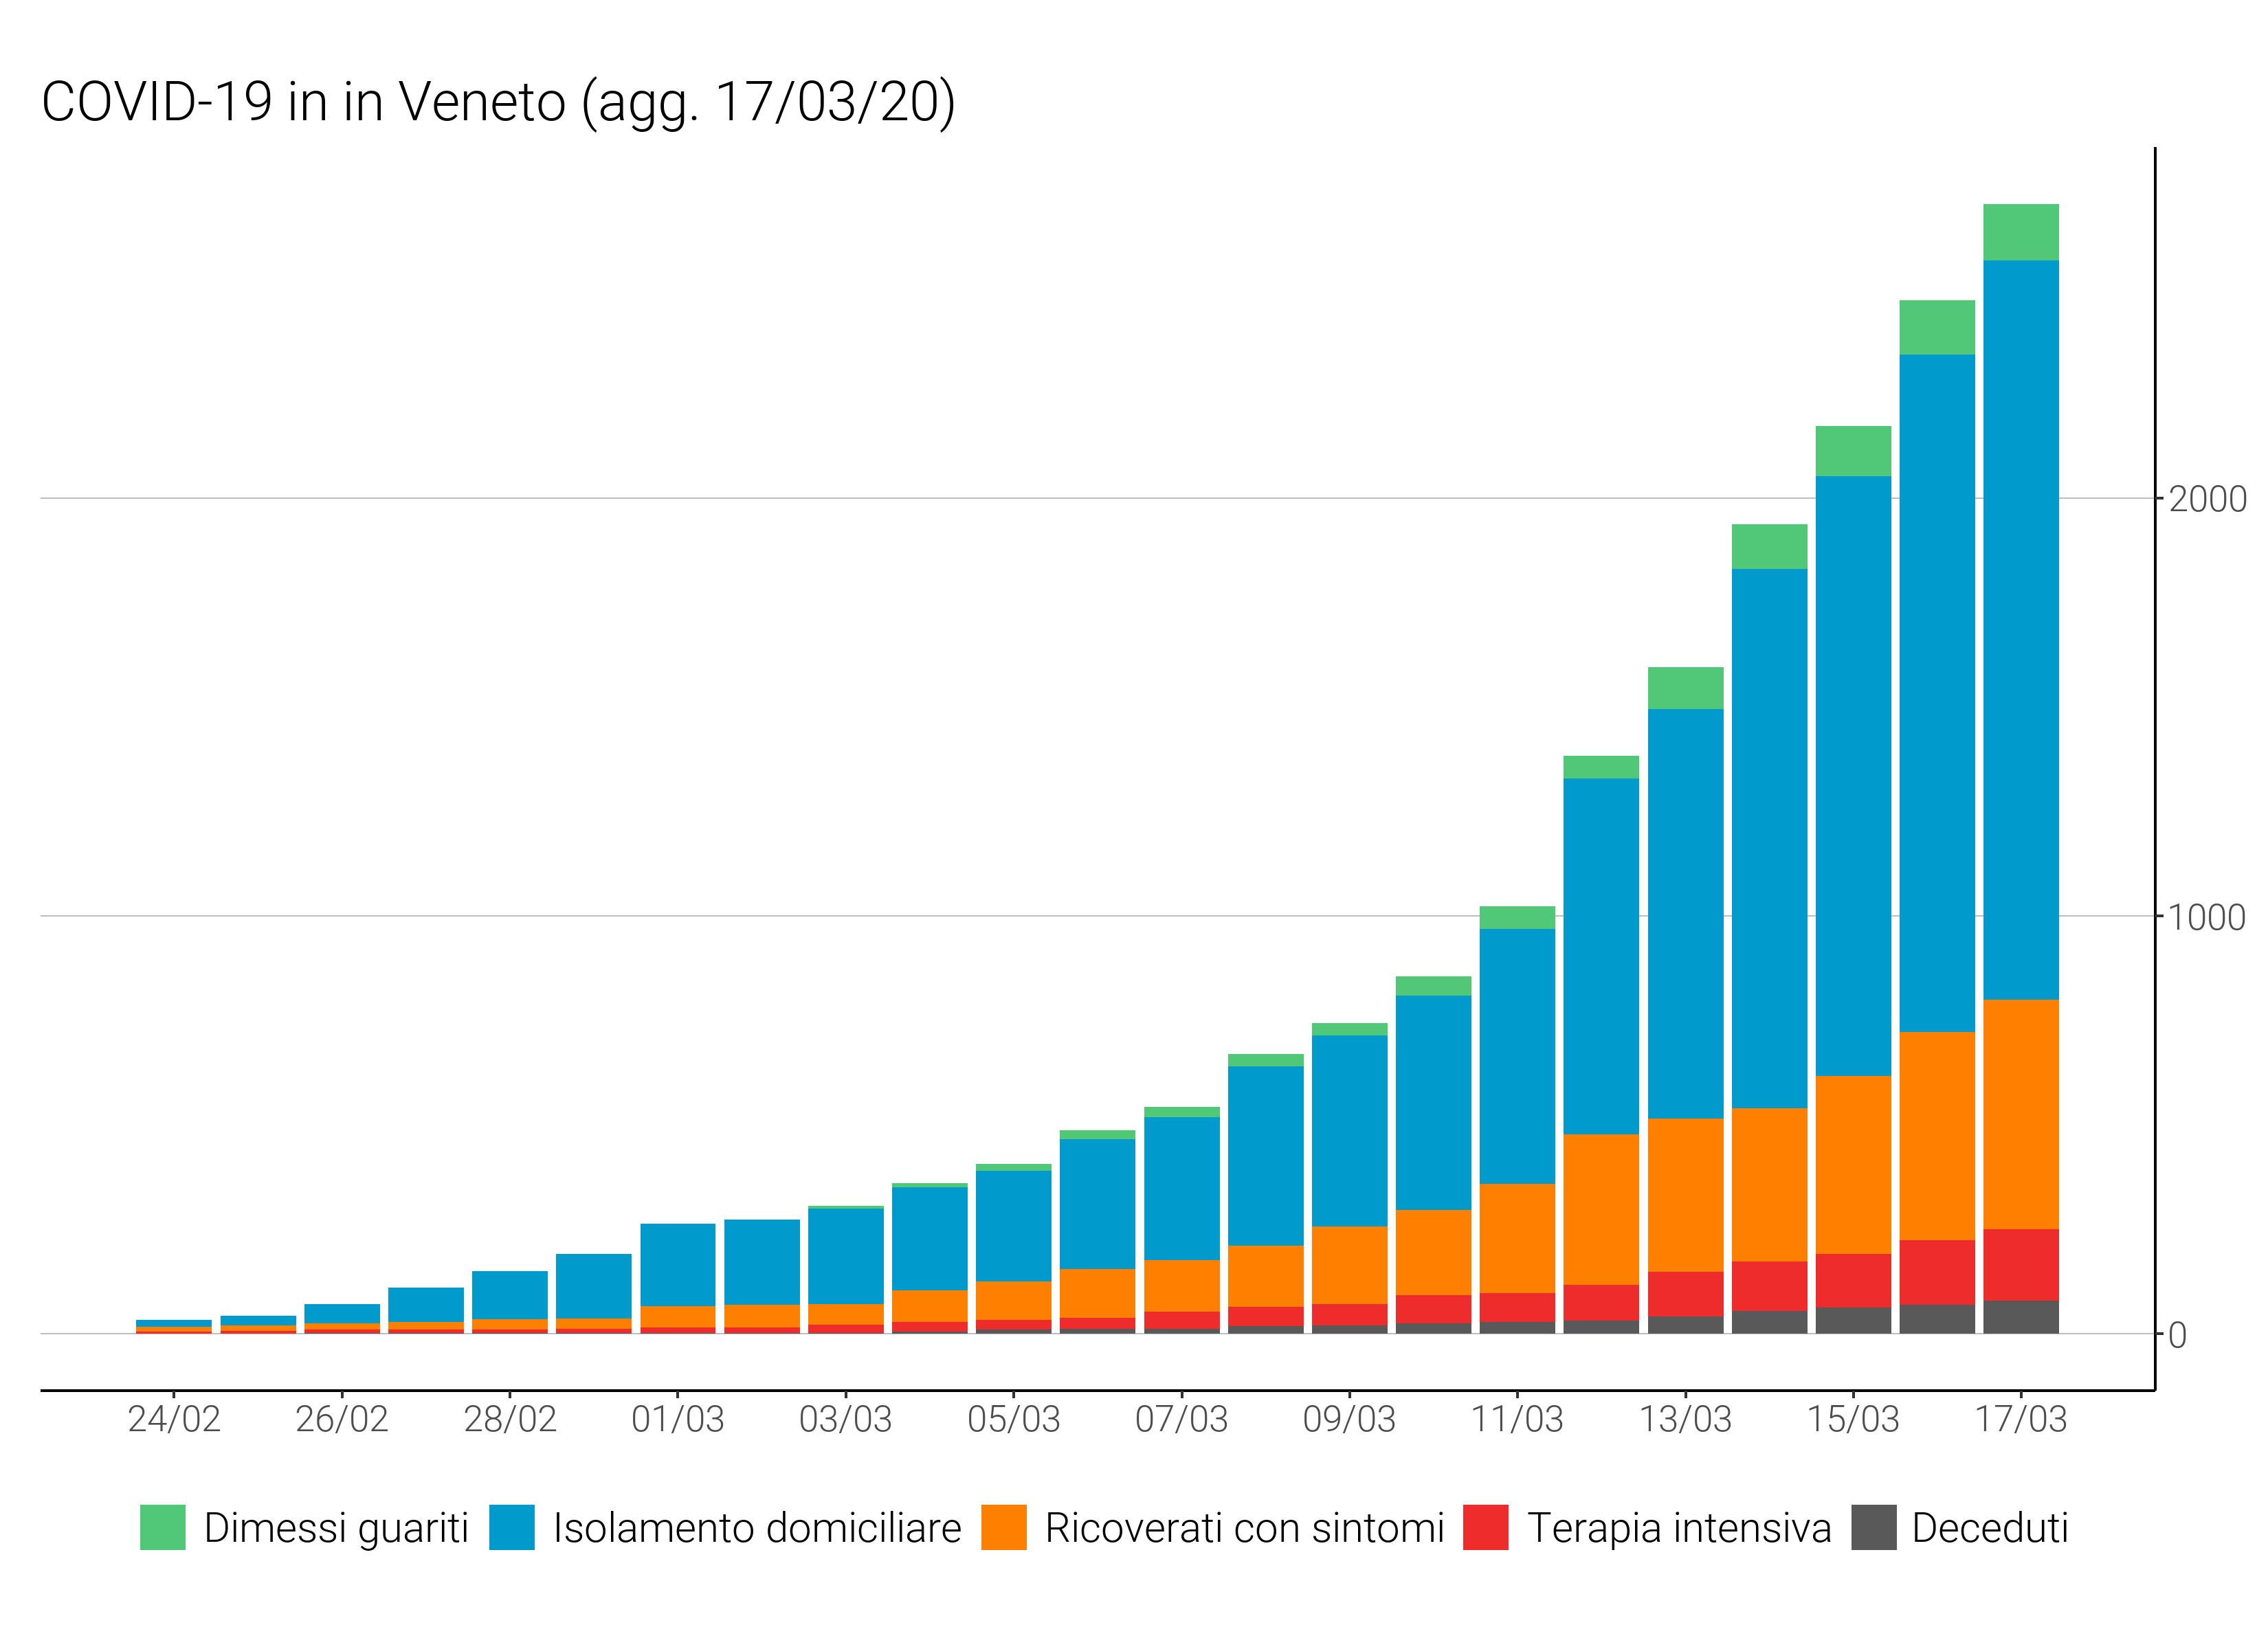 COVID-19 in in Veneto (agg. 17/03/20)
2000
1000
0
24/02 26/02 28/02 01/03 03/03 05/03 07/03 09/03 11/03 13/03 15/03 17/03
Dimessi guariti Isolamento domiciliare Ricoverati con sintomi Terapia intensiva Deceduti